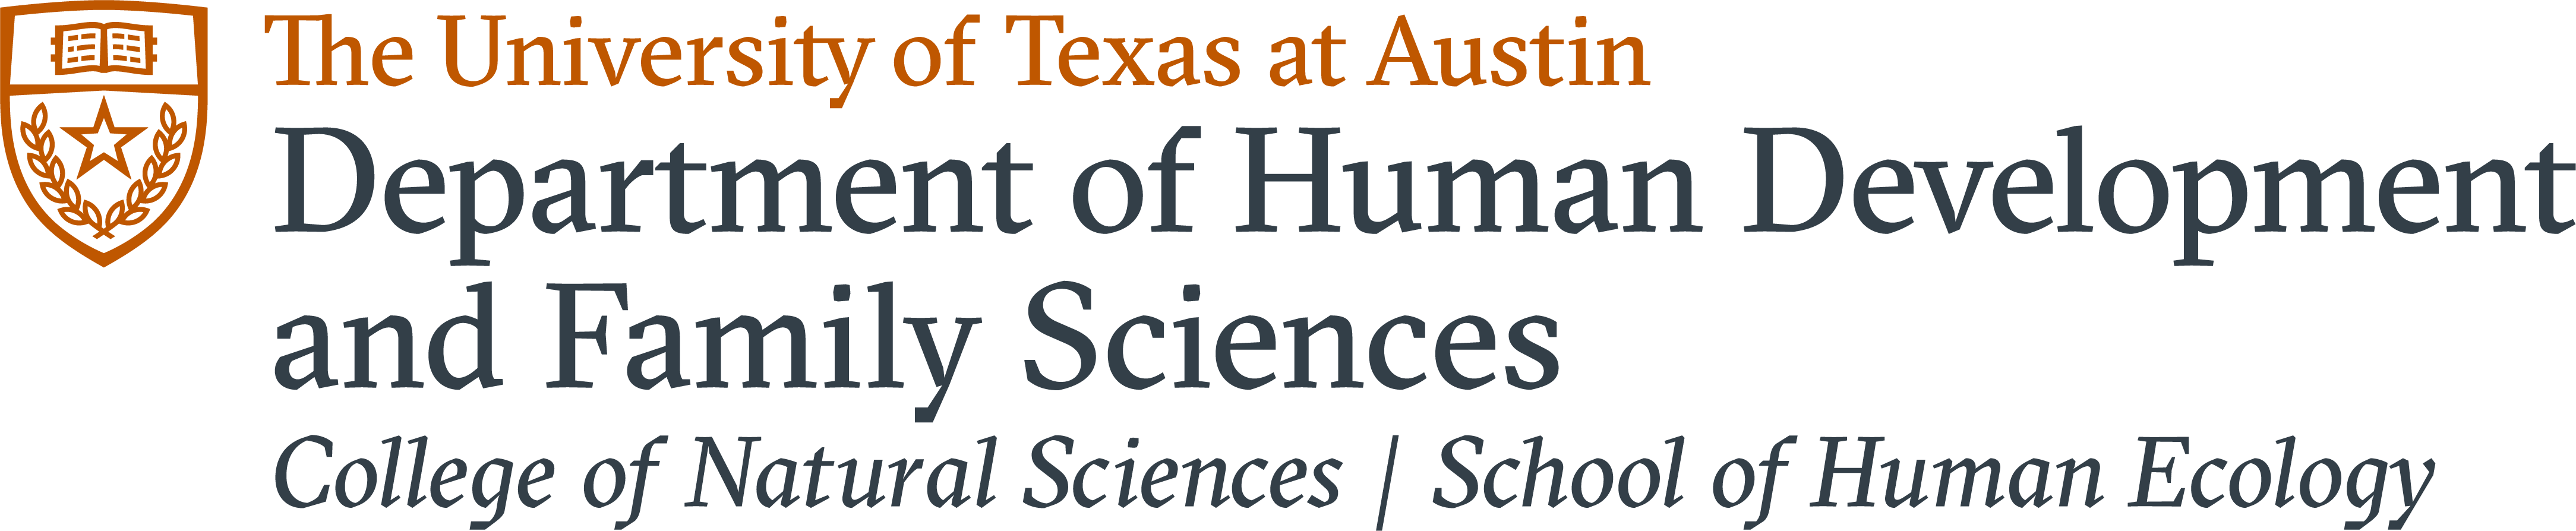 The University of Texas at Austin
Department of Human Development
and Family Sciences
College of Natural Sciences | School of Human Ecology